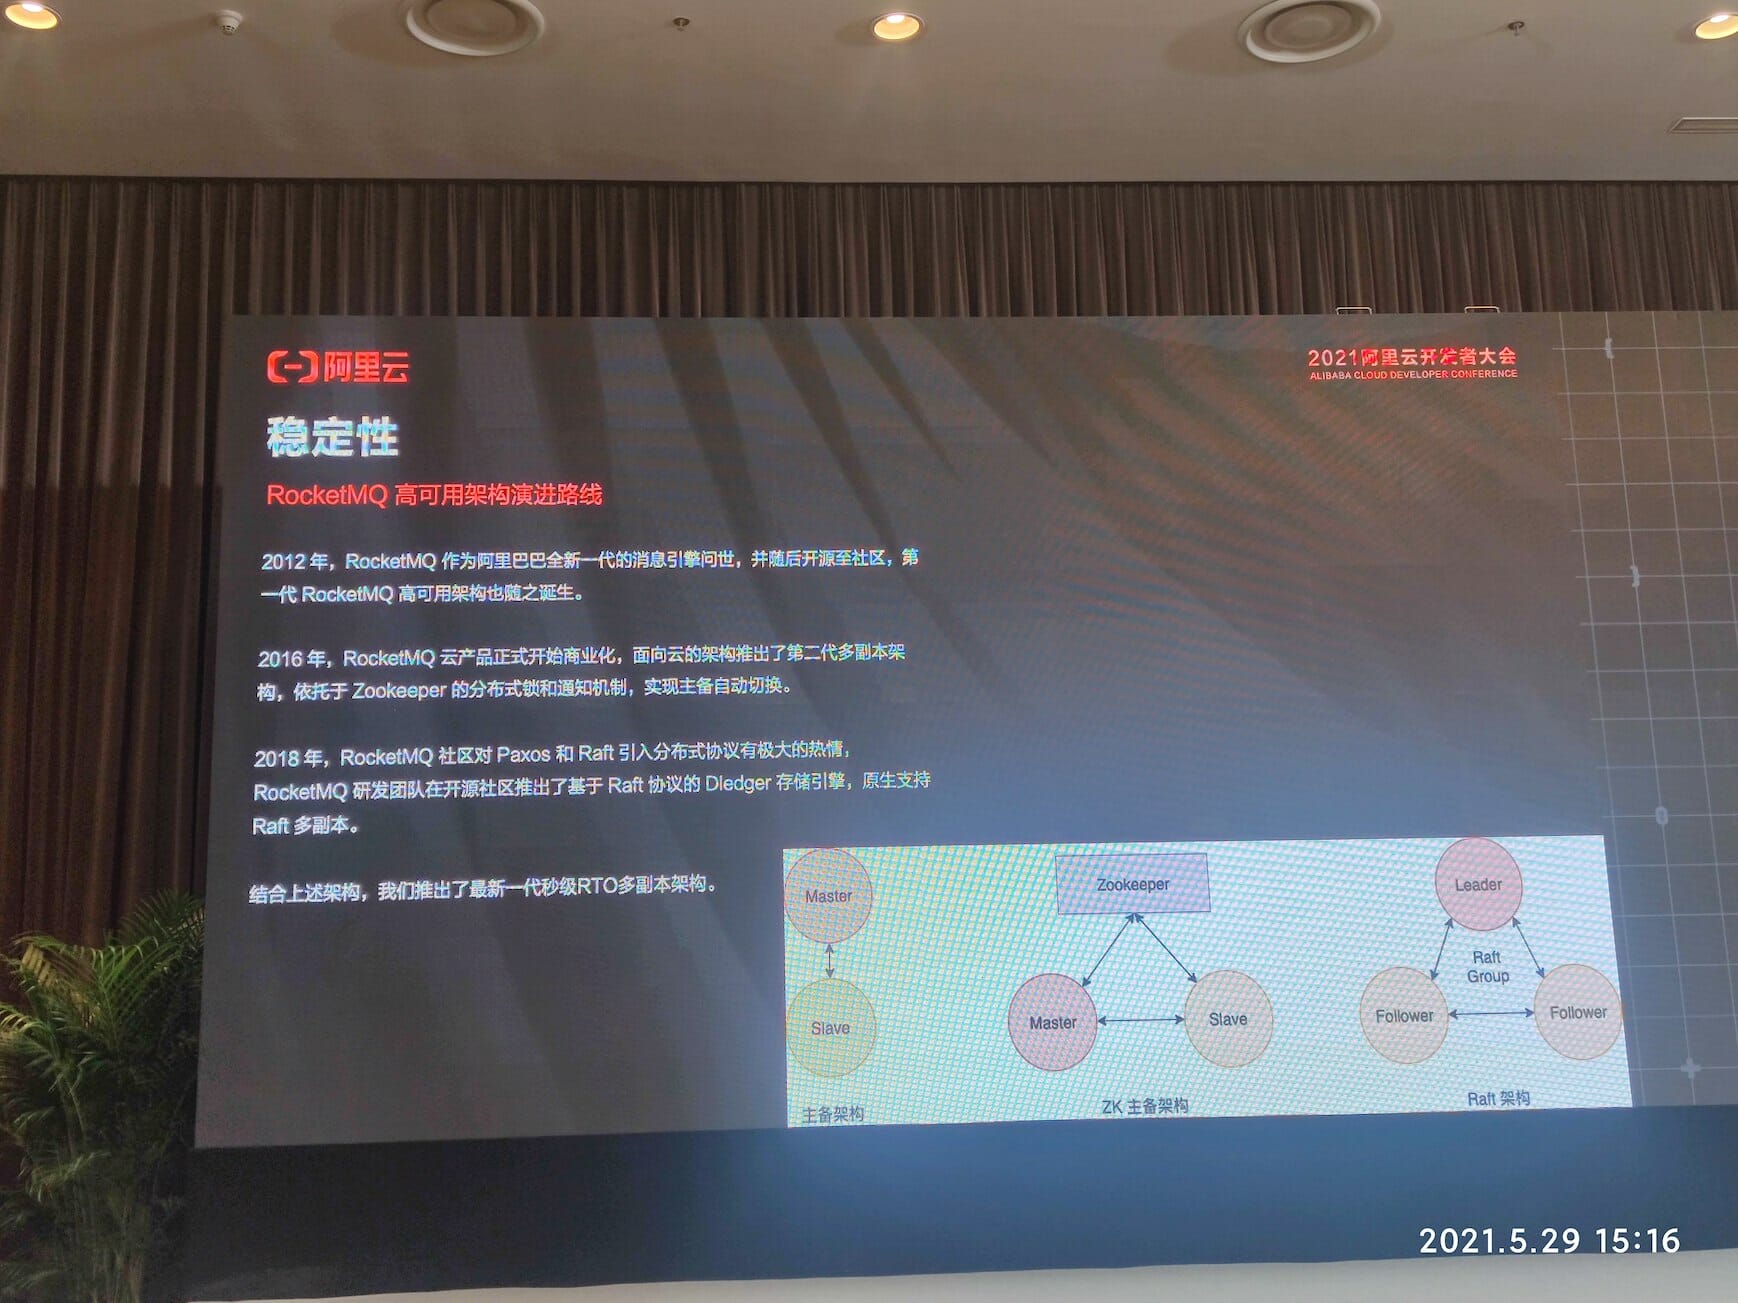 阿里云
2021阿里云开发者大会
ALIBABA CLOUD DEVELOPER CONFERENCE
稳定性
RocketMQ 高可用架构演进路线
2012 年，RocketMQ 作为阿里巴巴全新一代的消息引擎问世，并随后开源至社区，第
一代 RocketMQ 高可用架构也随之诞生。
2016 年，RocketMQ 云产品正式开始商业化，面向云的架构推出了第二代多副本架
构，依托于 Zookeeper 的分布式锁和通知机制，实现主备自动切换。
2018 年，RocketMQ 社区对 Paxos 和 Raft 引入分布式协议有极大的热情，
RocketMQ 研发团队在开源社区推出了基于 Raft 协议的 Dledger 存储引擎，原生支持
Raft 多副本。
结合上述架构，我们推出了最新一代秒级RTO多副本架构。
Master
Slave
主备架构
Zookeeper
Master
Slave
ZK 主备架构
Leader
Raft
Group
Follower
Follower
Raft 架构
2021.5.29 15:16